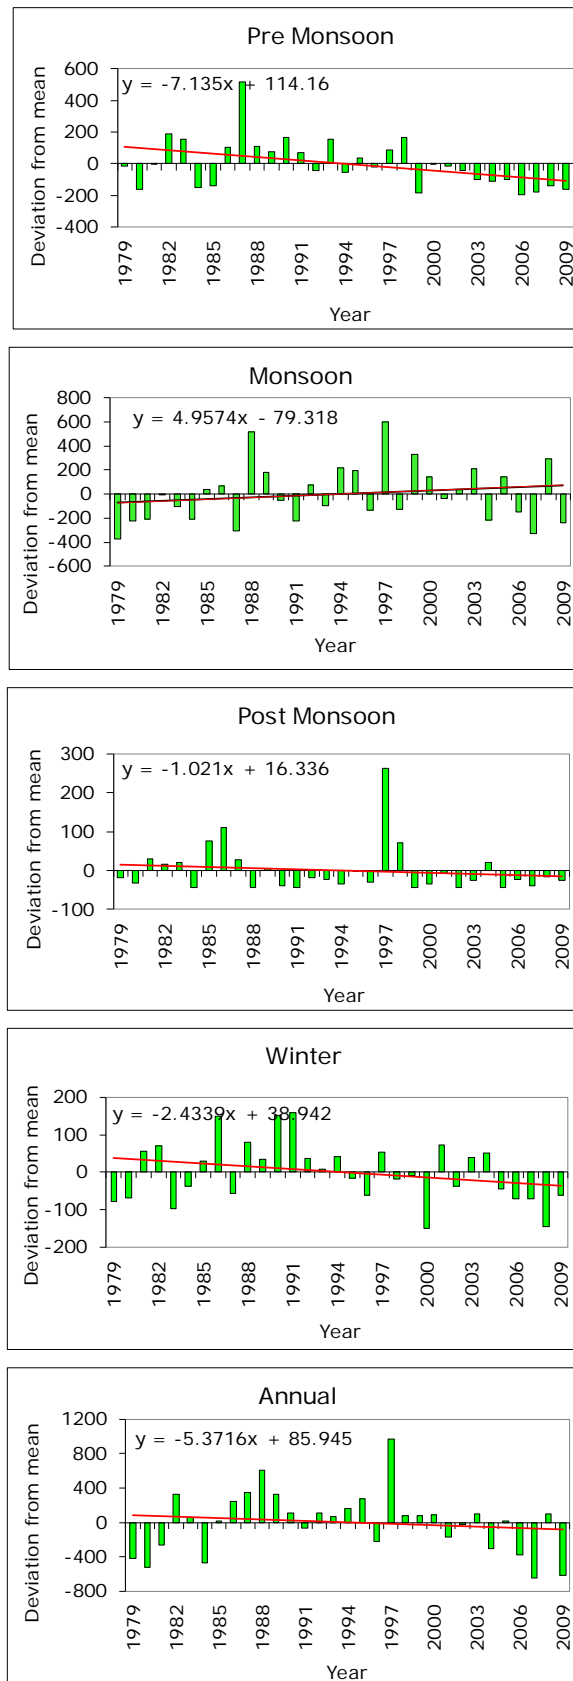 Pre Monsoon
y = -7.135x + 114.16
Deviation from mean
600
400
200
0
-200
-400
1979 1982 1985 1988 1991 1994 1997 2000 2003 2006 2009
Year
Monsoon
y = 4.9574x - 79.318
Deviation from mean
800
600
400
200
0
-200
-400
-600
1979 1982 1985 1988 1991 1994 1997 2000 2003 2006 2009
Year
Post Monsoon
y = -1.021x + 16.336
Deviation from mean
300
200
100
0
-100
1979 1982 1985 1988 1991 1994 1997 2000 2003 2006 2009
Year
Winter
y = -2.4339x + 38.942
Deviation from mean
200
100
0
-100
-200
1979 1982 1985 1988 1991 1994 1997 2000 2003 2006 2009
Year
Annual
y = -5.3716x + 85.945
Deviation from mean
1200
800
400
0
-400
-800
1979 1982 1985 1988 1991 1994 1997 2000 2003 2006 2009
Year